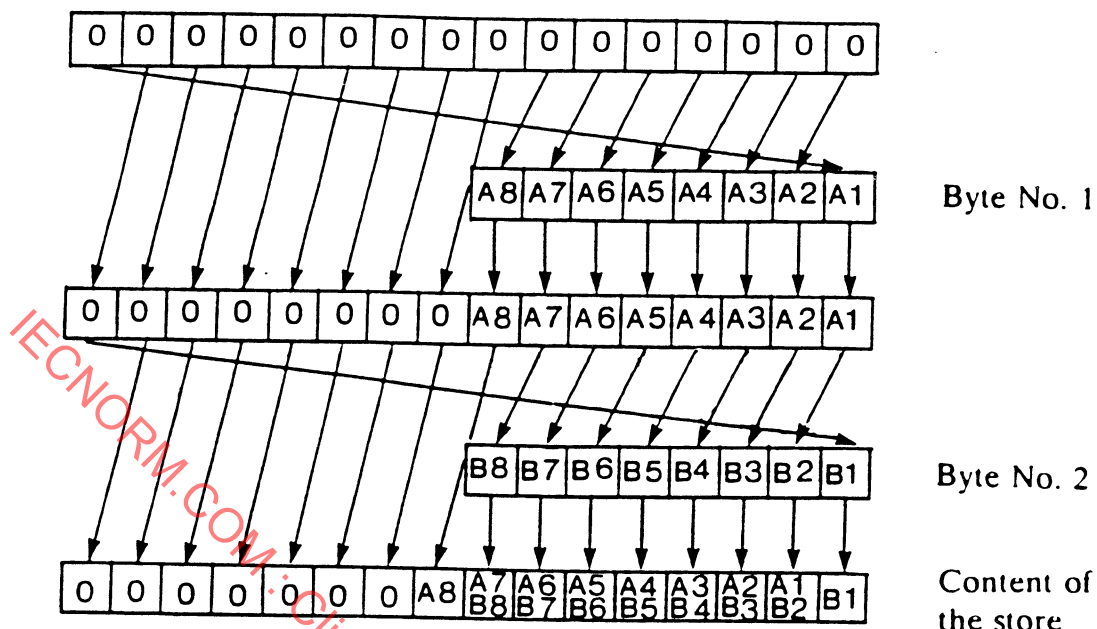 0 0 0 0 0 0 0 0 0 0 0 0 0 0 0 0
A8 A7 A6 A5 A4 A3 A2 A1 Byte No. 1
0 0 0 0 0 0 0 0 A8 A7 A6 A5 A4 A3 A2 A1
B8 B7 B6 B5 B4 B3 B2 B1 Byte No. 2
0 0 0 0 0 0 0 A8 A7 B8 A6 B7 A5 B6 A4 B5 A3 B4 A2 B3 A1 B2 B1
Content of
the store
IECNORM.COM :